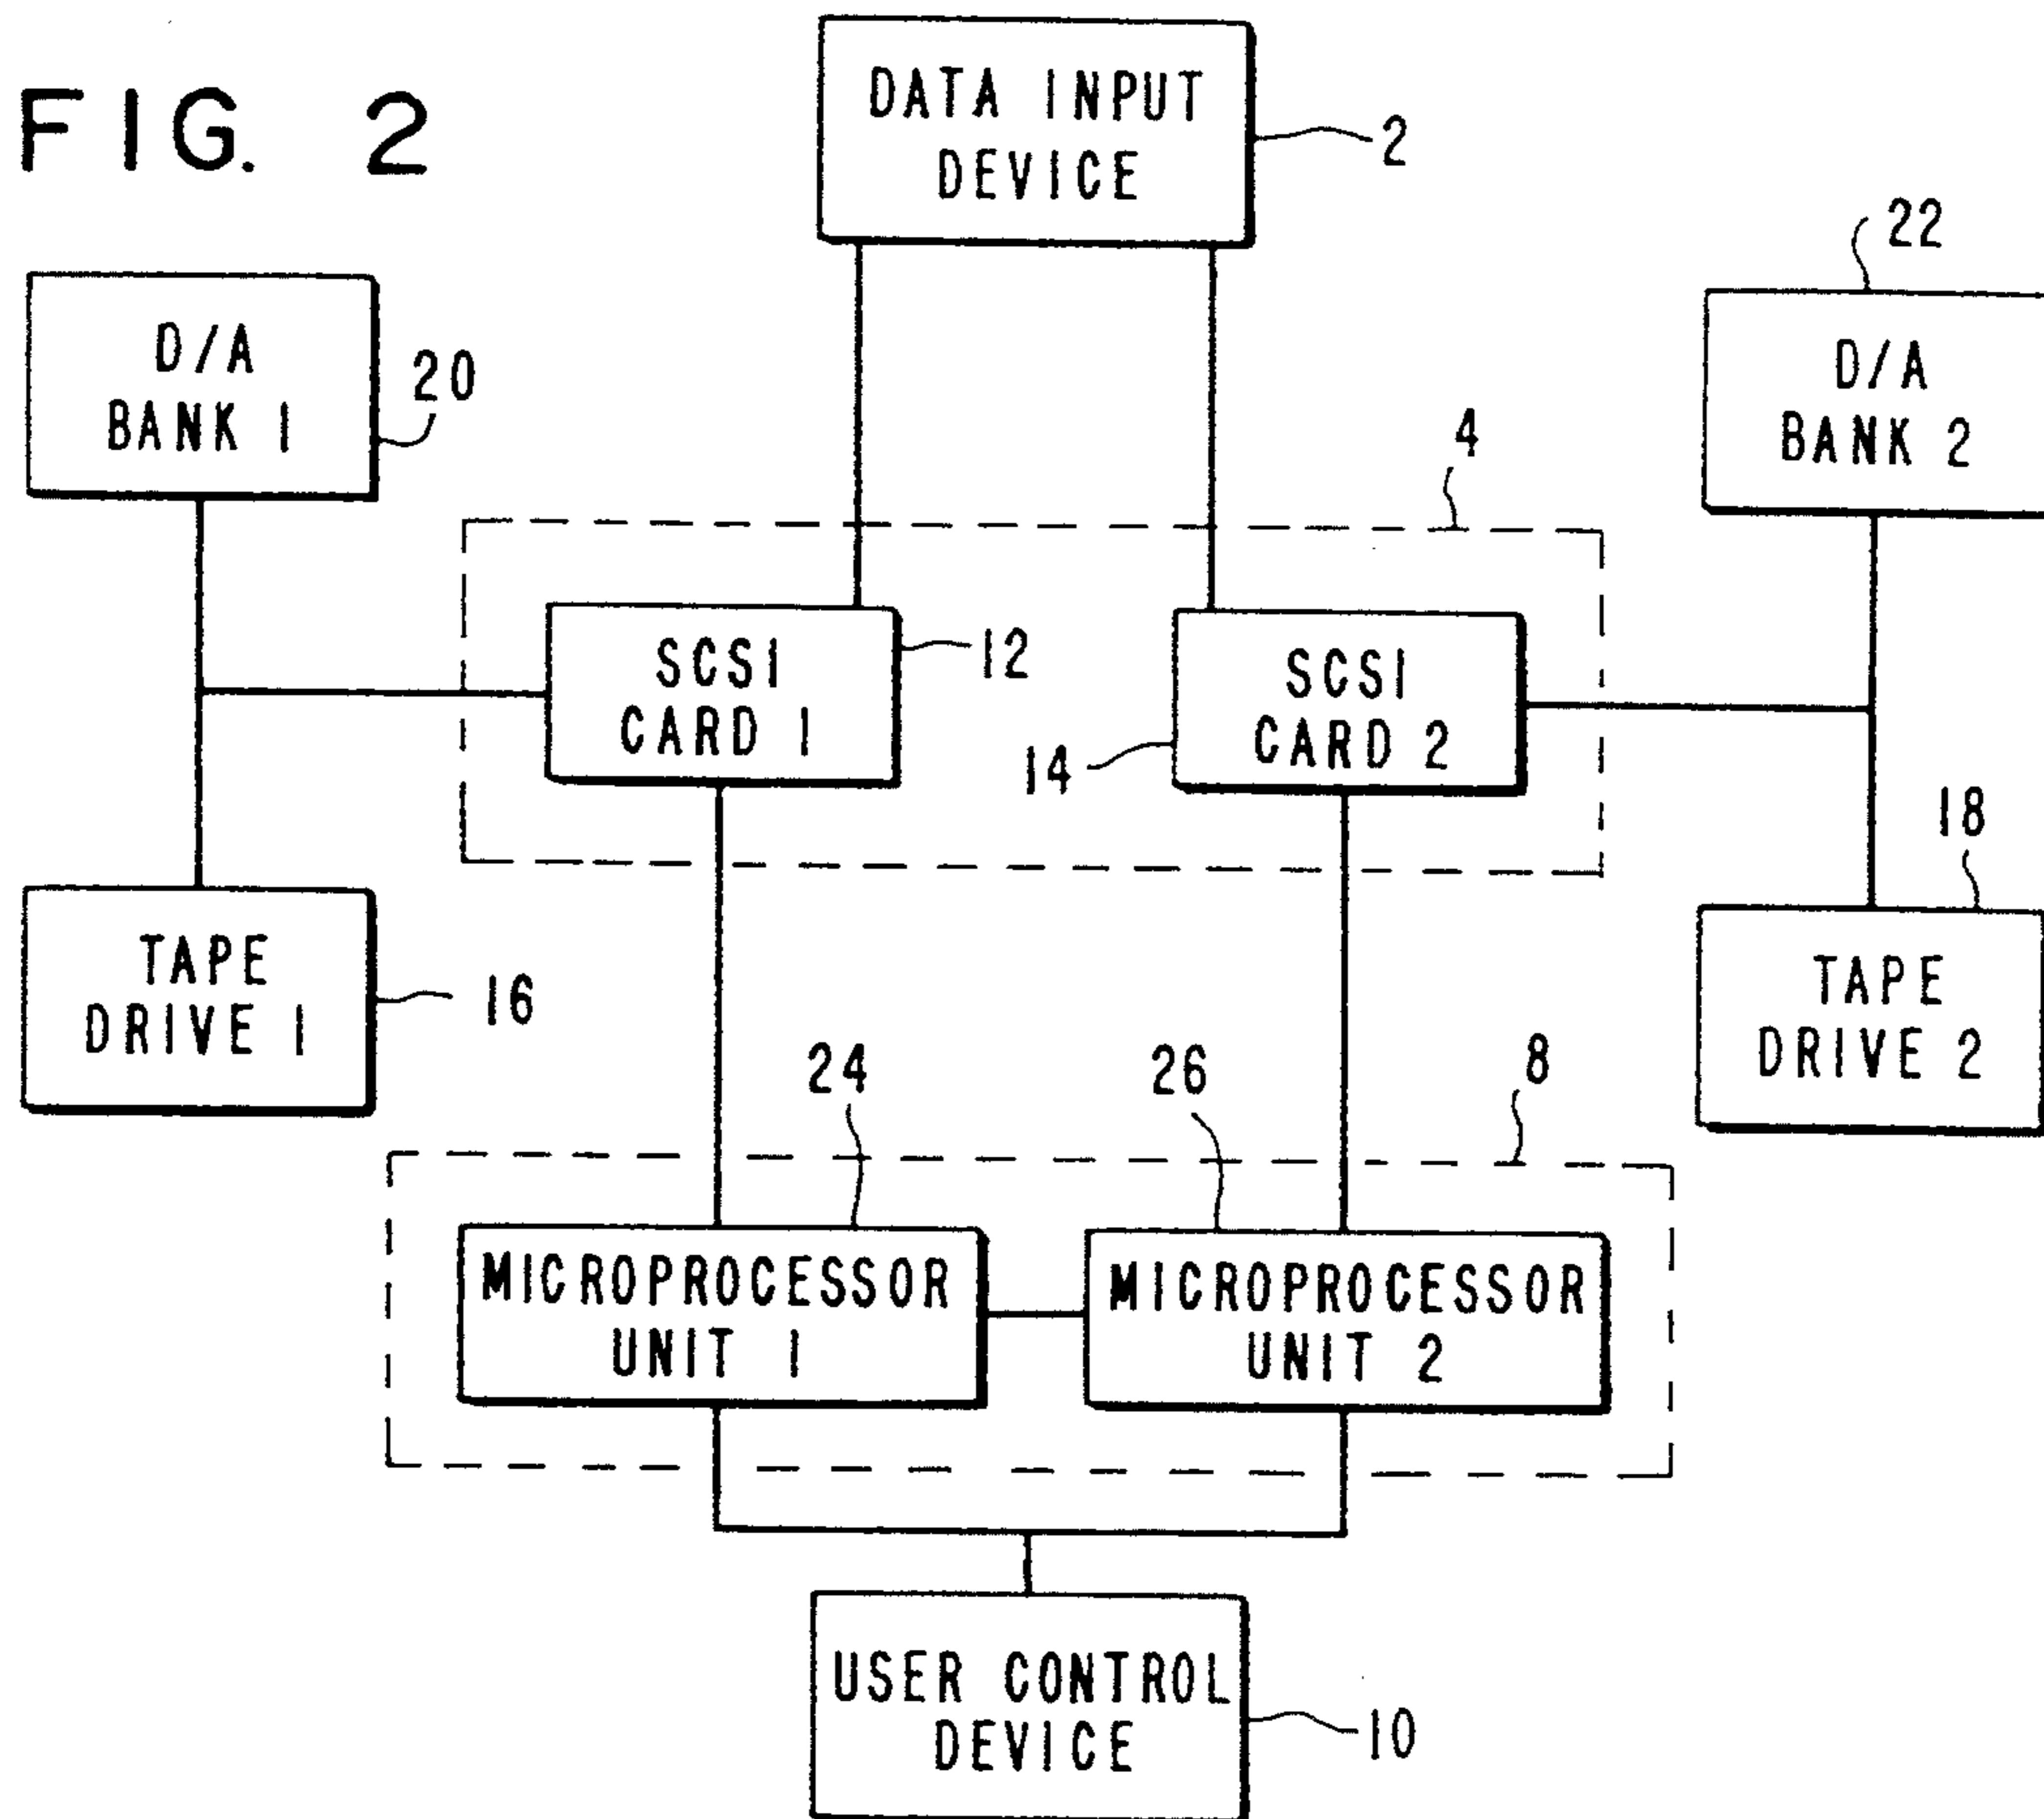 FIG. 2
DATA INPUT
DEVICE
2
22
D/A
BANK 1
20
D/A
BANK 2
4
SCSI
CARD 1
12
SCSI
CARD 2
14
18
TAPE
DRIVE 1
16
TAPE
DRIVE 2
24
26
8
MICROPROCESSOR
UNIT 1
MICROPROCESSOR
UNIT 2
USER CONTROL
DEVICE
10